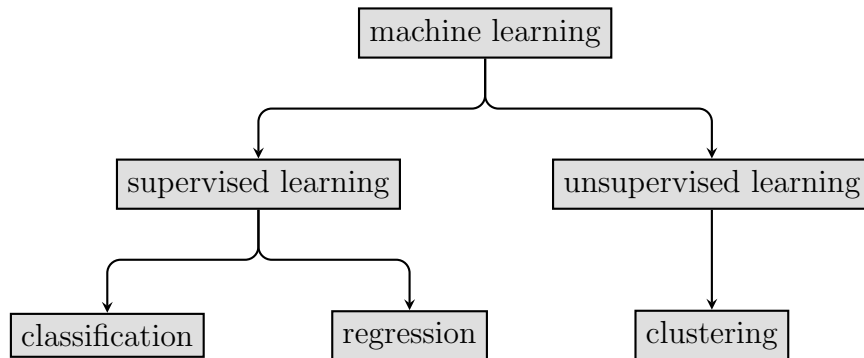 machine learning
supervised learning
unsupervised learning
classification
regression
clustering